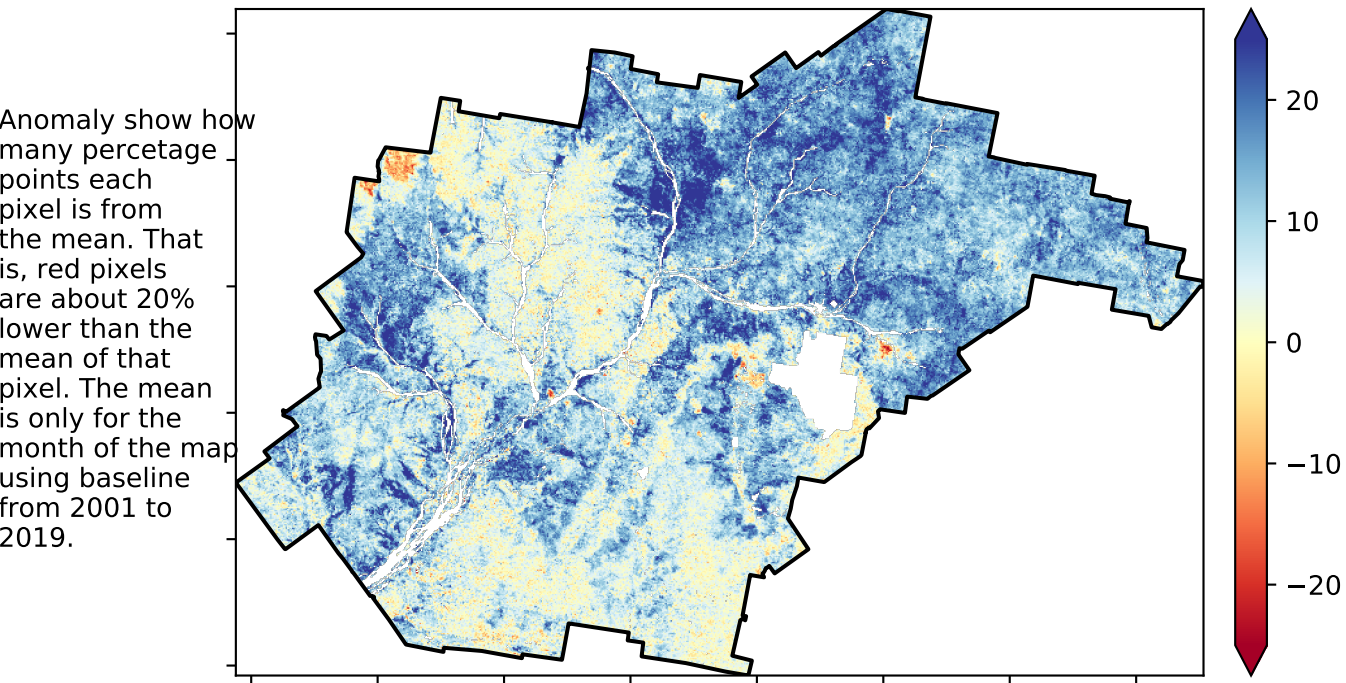 Anomaly show how
many percetage
points each
pixel is from
the mean. That
is, red pixels
are about 20%
lower than the
mean of that
pixel. The mean
is only for the
month of the map
using baseline
from 2001 to
2019.
20
10
0
−10
−20